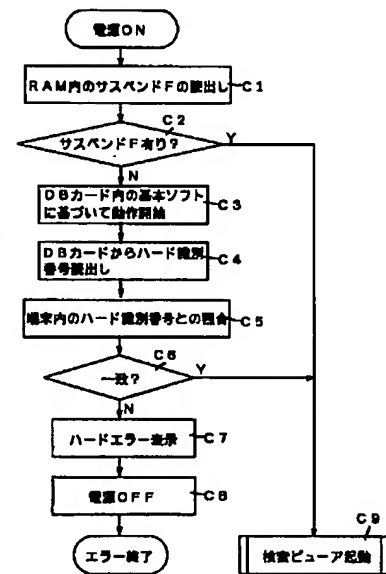 電源ON
RAM内のサスペンドFの読出し
C1
C2
サスペンドF有り?
Y
N
DBカード内の基本ソフト
に基づいて動作開始
C3
DBカードからハード識別
番号読出し
C4
端末内のハード識別番号との照合
C5
C6
一致?
Y
N
ハードエラー表示
C7
電源OFF
C8
エラー終了
C9
検索ビューア起動